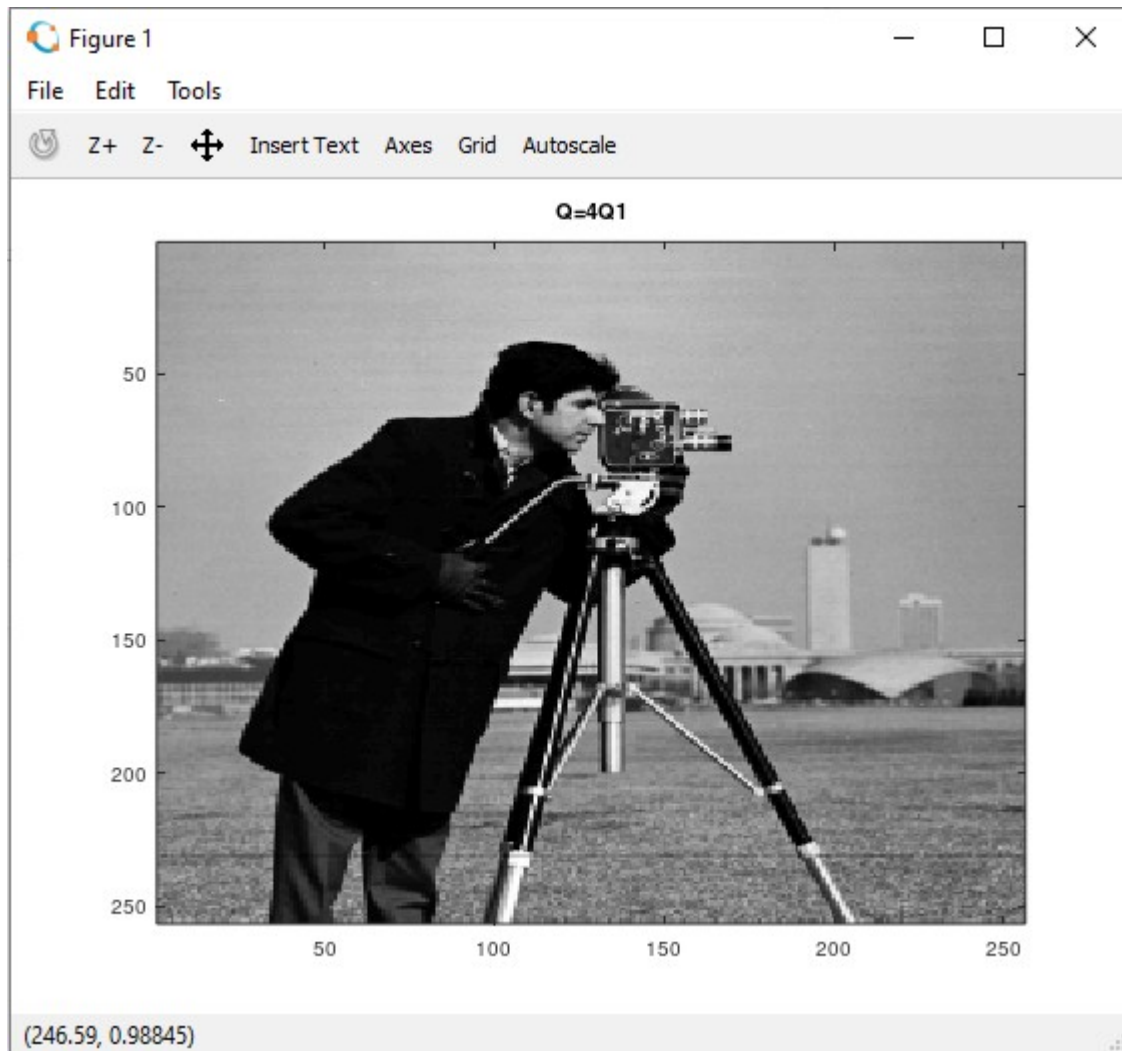 Figure 1
File Edit Tools
Z+ Z- Insert Text Axes Grid Autoscale
Q=4Q1
50
100
150
200
250
50 100 150 200 250
(246.59, 0.98845)